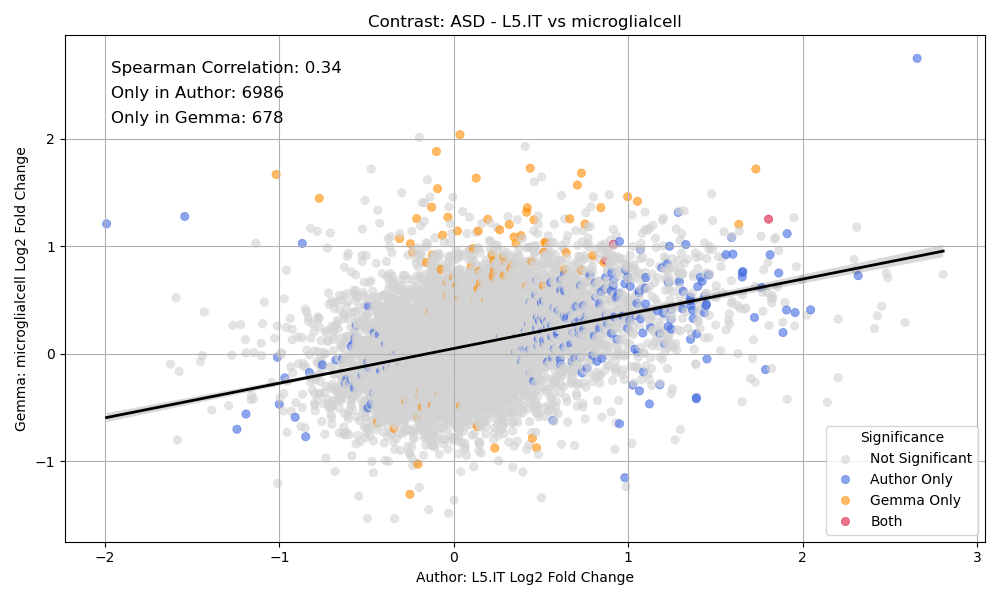 Contrast: ASD - L5.IT vs microglialcell
Spearman Correlation: 0.34
Only in Author: 6986
Only in Gemma: 678
Gemma: microglialcell Log2 Fold Change
2
1
0
−1
−2
−1
0
1
2
3
Author: L5.IT Log2 Fold Change
Significance
Not Significant
Author Only
Gemma Only
Both